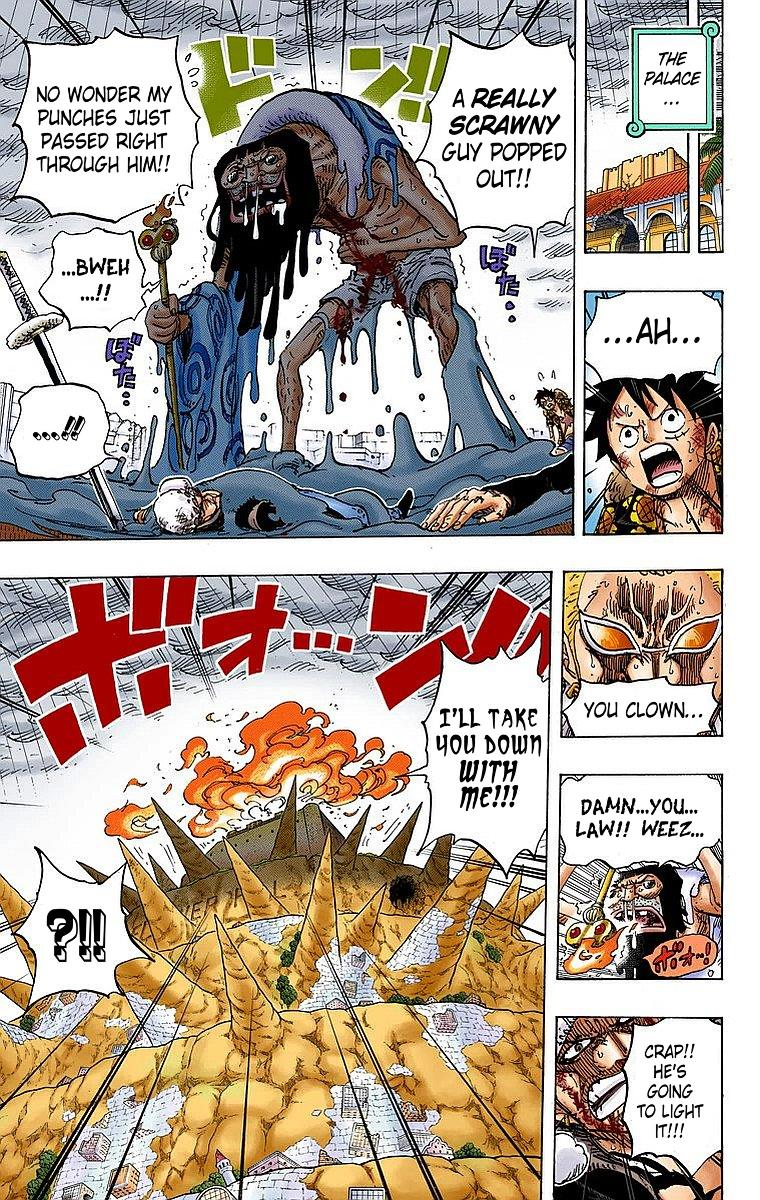 THE
PALACE
...
ドン!!
A REALLY
SCRAWNY
GUY POPPED
OUT!!
NO WONDER MY
PUNCHES JUST
PASSED RIGHT
THROUGH HIM!!
...BWEH
...!!
ぼた...
ぼた...
....!!
...AH...
YOU CLOWN...
DAMN...YOU...
LAW!! WEEZ...
ボオォ..!
CRAP!!
HE'S
GOING
TO LIGHT
IT!!!
ボオォ...ン!!
I'LL TAKE
YOU DOWN
WITH
ME!!!
?!!